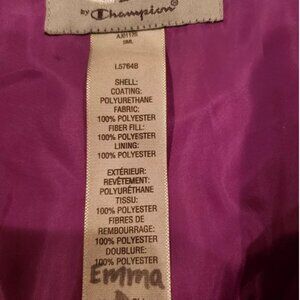 BY Champion
SML
L5764B
SHELL:
COATING:
POLYURETHANE
FABRIC:
100% POLYESTER
FIBER FILL:
100% POLYESTER
LINING:
100% POLYESTER
EXTÉRIEUR:
REVÊTEMENT:
POLYURÉTHANE
TISSU:
100% POLYESTER
FIBRES DE
REMBOURRAGE:
100% POLYESTER
DOUBLURE:
100% POLYESTER
Emma